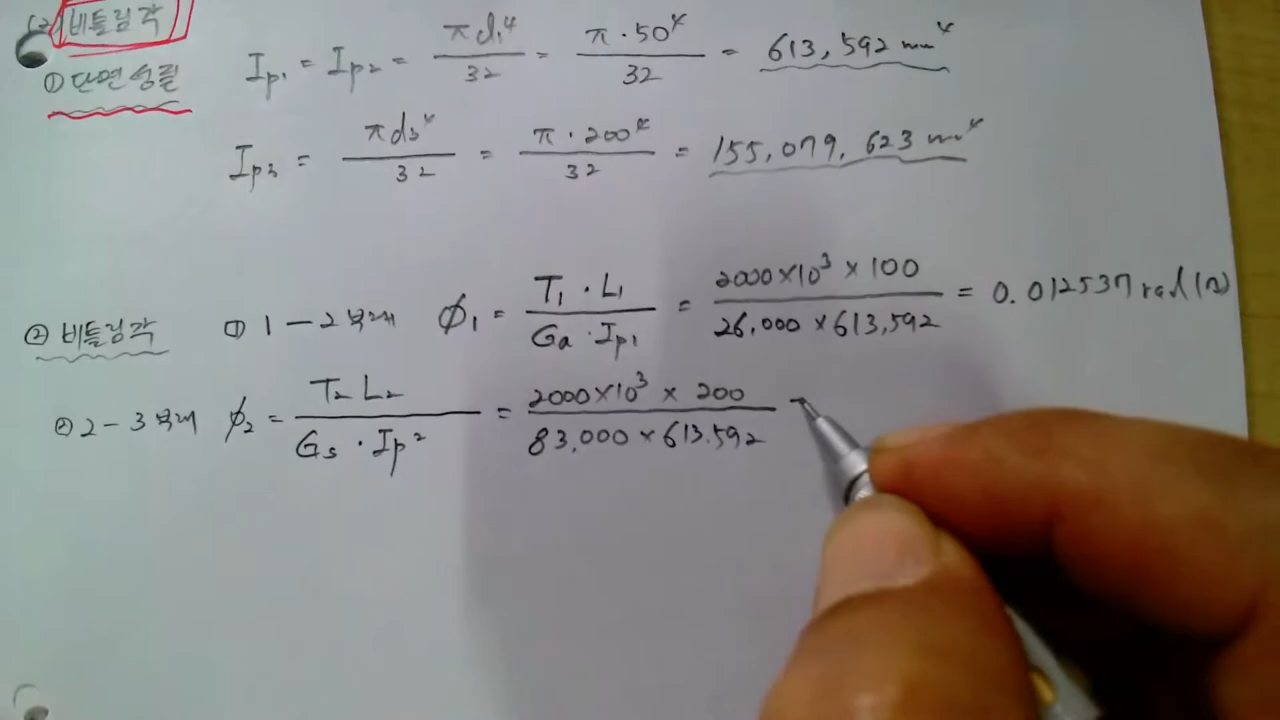 (2) 비틀림각
① 단면성질 Ip₁ = Ip₂ = πd₁⁴/32 = π·50⁴/32 = 613,592 mm⁴
Ip₃ = πd₃⁴/32 = π·200⁴/32 = 155,079,623 mm⁴
② 비틀림각 ① 1-2부재 ϕ₁ = T₁·L₁/Ga·Ip₁ = 2000×10³×100/26,000×613,592 = 0.012537 rad
② 2-3부재 ϕ₂ = T₂L₂/Gs·Ip² = 2000×10³×200/83,000×613.592